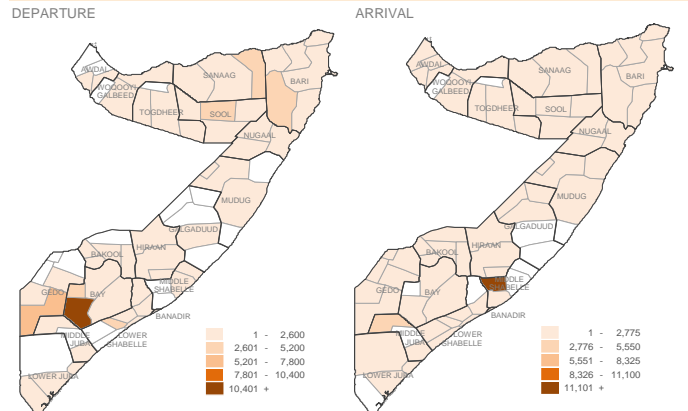 DEPARTURE
AWDAL
WOQOOYI
GALBEED
TOGDHEER
SANAAG
SOOL
BARI
NUGAAL
MUDUG
GALGADUUD
HIRAAN
BAKOOL
GEDO
BAY
MIDDLE
SHABELLE
BANADIR
LOWER
SHABELLE
MIDDLE
JUBA
LOWER JUBA
1 - 2,600
2,601 - 5,200
5,201 - 7,800
7,801 - 10,400
10,401 +
ARRIVAL
AWDAL
WOQOOYI
GALBEED
TOGDHEER
SANAAG
SOOL
BARI
NUGAAL
MUDUG
GALGADUUD
HIRAAN
BAKOOL
GEDO
BAY
MIDDLE
SHABELLE
BANADIR
LOWER
SHABELLE
MIDDLE
JUBA
LOWER JUBA
1 - 2,775
2,776 - 5,550
5,551 - 8,325
8,326 - 11,100
11,101 +